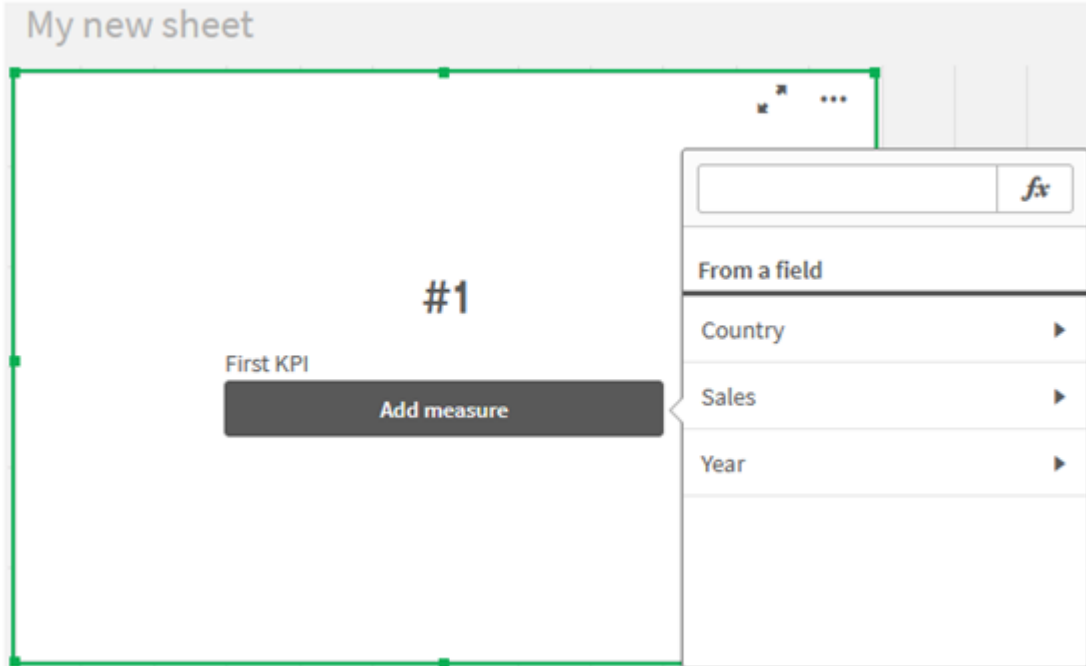 My new sheet
#1
First KPI
Add measure
fx
From a field
Country
Sales
Year